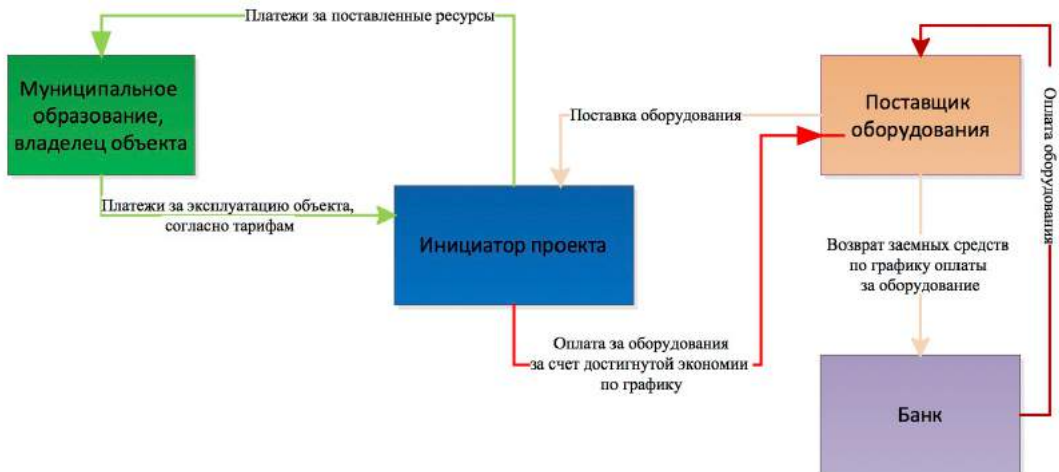 Платежи за поставленные ресурсы
Муниципальное
образование,
владелец объекта
Поставщик
оборудования
Оплата оборудования
Поставка оборудования
Платежи за эксплуатацию объекта,
согласно тарифам
Инициатор проекта
Возврат заемных средств
по графику оплаты
за оборудование
Оплата за оборудования
за счет достигнутой экономии
по графику
Банк